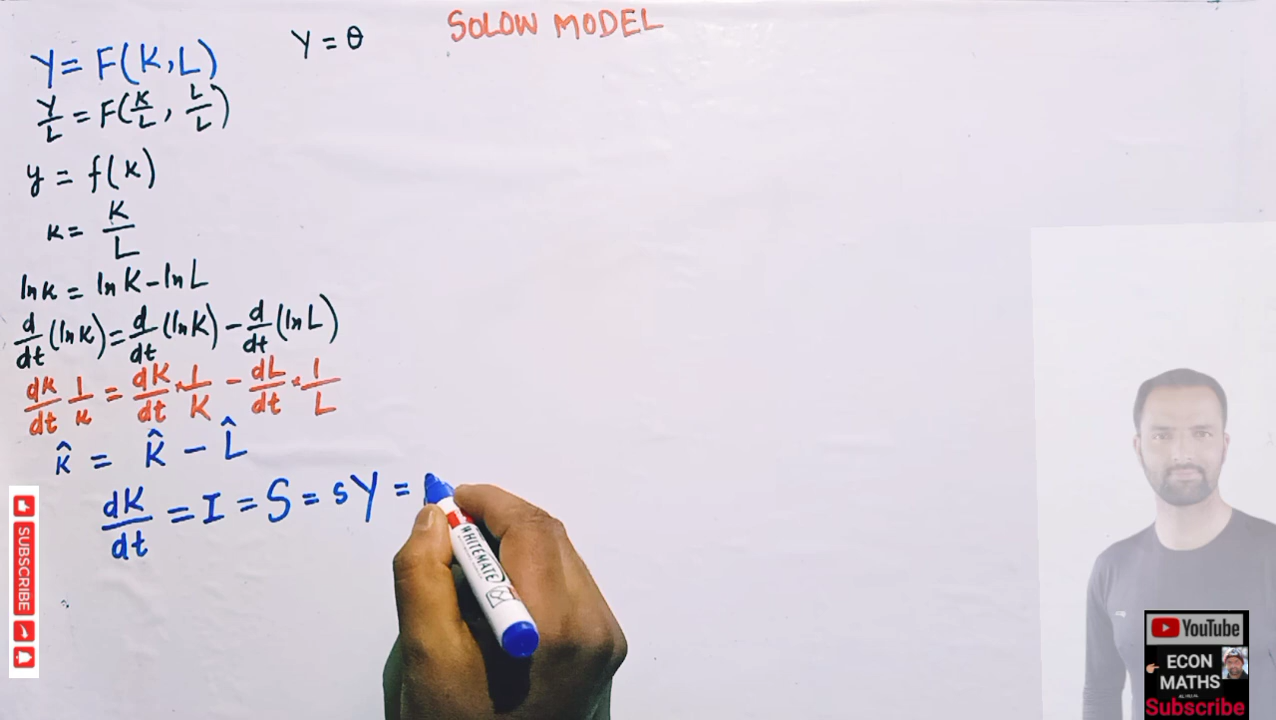 SOLOW MODEL
Y = F(K, L)
Y = θ
Y/L = F(K/L, L/L)
y = f(k)
k = K/L
ln k = ln K - ln L
d/dt (ln k) = d/dt (ln K) - d/dt (ln L)
dk/dt 1/k = dK/dt * 1/K - dL/dt * 1/L
k̂ = K̂ - L̂
dK/dt = I = S = sY =
WHITEMATE
SUBSCRIBE
YouTube
ECON
MATHS
Subscribe